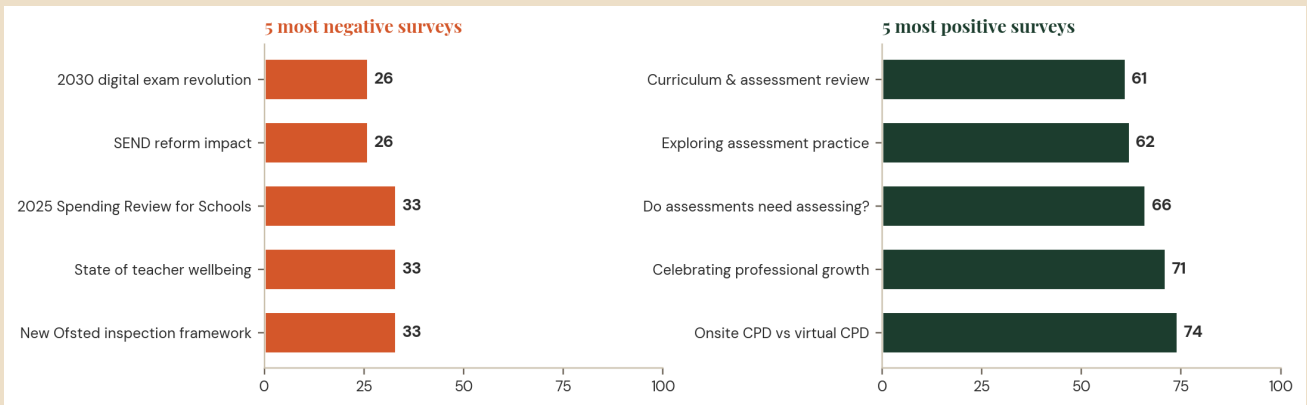 5 most negative surveys
2030 digital exam revolution 26
SEND reform impact 26
2025 Spending Review for Schools 33
State of teacher wellbeing 33
New Ofsted inspection framework 33
0 25 50 75 100
5 most positive surveys
Curriculum & assessment review 61
Exploring assessment practice 62
Do assessments need assessing? 66
Celebrating professional growth 71
Onsite CPD vs virtual CPD 74
0 25 50 75 100